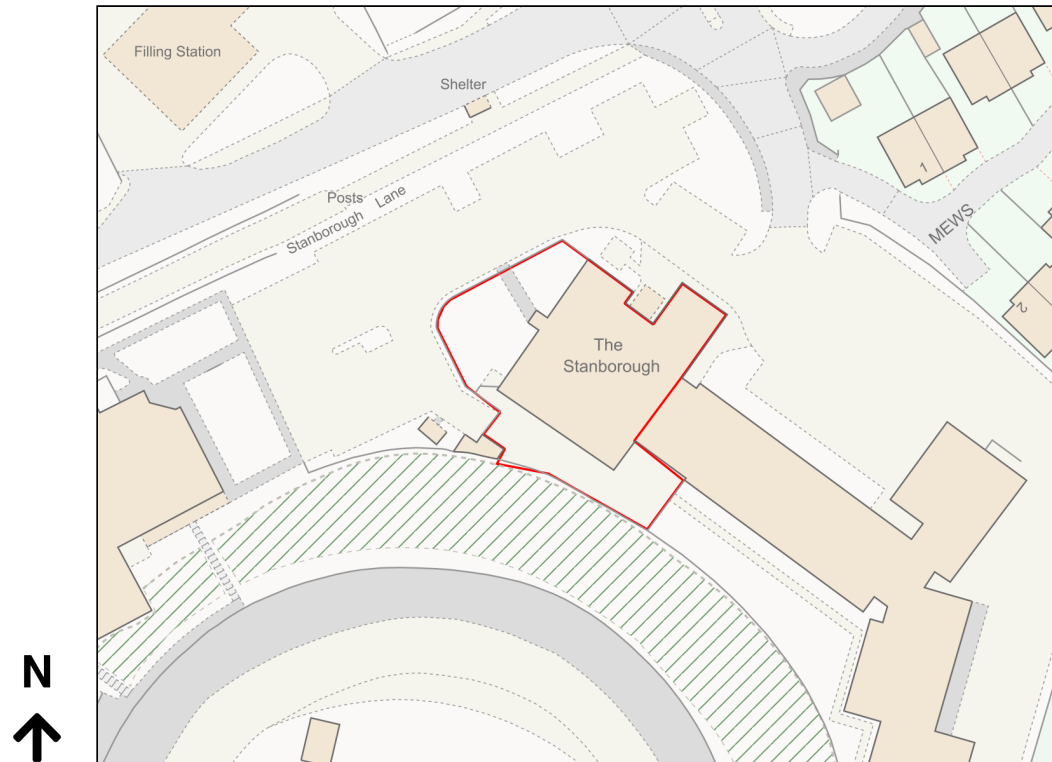 Filling Station
Shelter
Posts
Stanborough Lane
1
MEWS
2
The
Stanborough
N